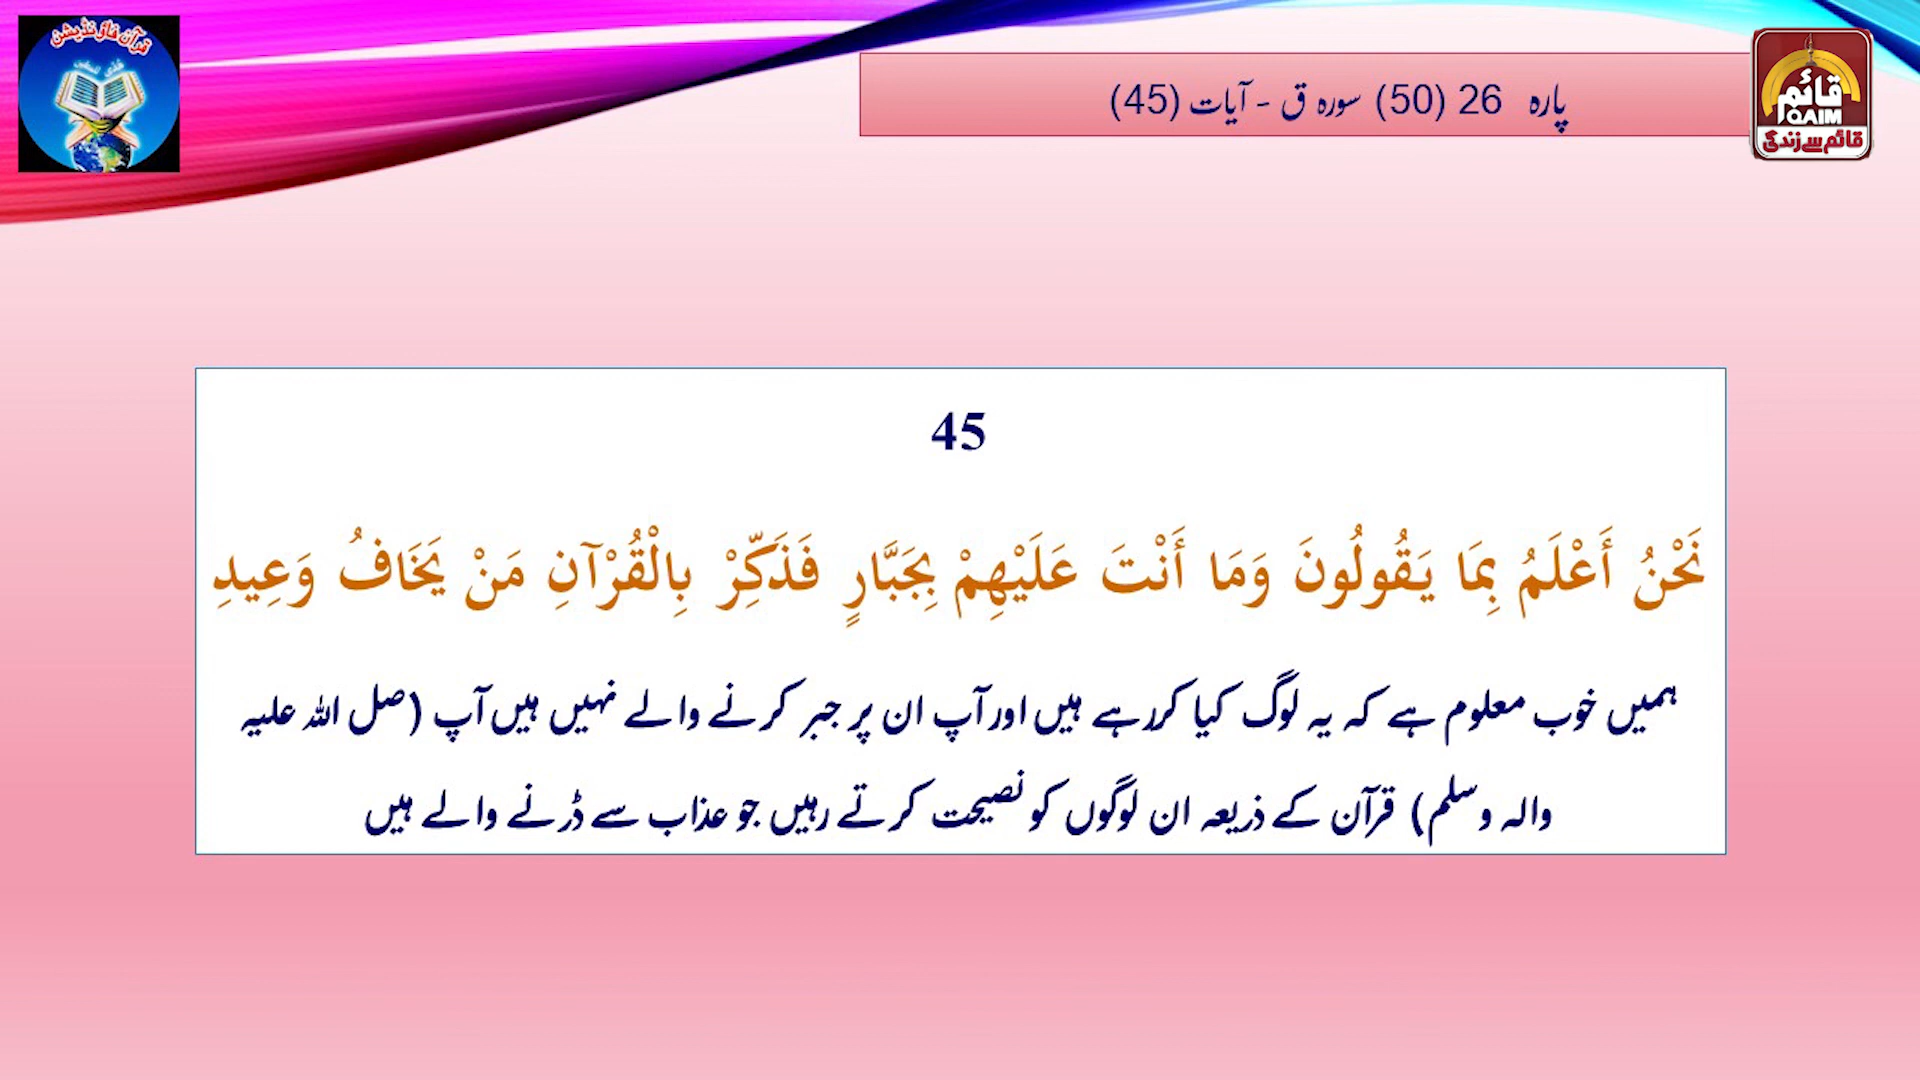 قرآن فاؤنڈیشن
پارہ 26 (50) سورہ ق - آیات (45)
قائم
QAIM
قائم سے زندگی
45
نَحْنُ أَعْلَمُ بِمَا يَقُولُونَ وَمَا أَنْتَ عَلَيْهِمْ بِجَبَّارٍ فَذَكِّرْ بِالْقُرْآنِ مَنْ يَخَافُ وَعِيدِ
ہمیں خوب معلوم ہے کہ یہ لوگ کیا کررہے ہیں اور آپ ان پر جبر کرنے والے نہیں ہیں آپ (صل اللہ علیہ
والہ وسلم) قرآن کے ذریعہ ان لوگوں کو نصیحت کرتے رہیں جو عذاب سے ڈرنے والے ہیں